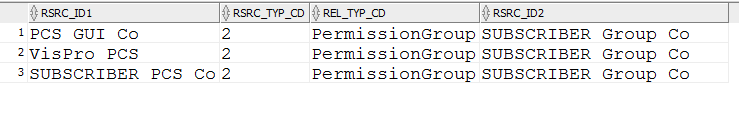 RSRC_ID1 RSRC_TYP_CD REL_TYP_CD RSRC_ID2
1 PCS GUI Co 2 PermissionGroup SUBSCRIBER Group Co
2 VisPro PCS 2 PermissionGroup SUBSCRIBER Group Co
3 SUBSCRIBER PCS Co 2 PermissionGroup SUBSCRIBER Group Co